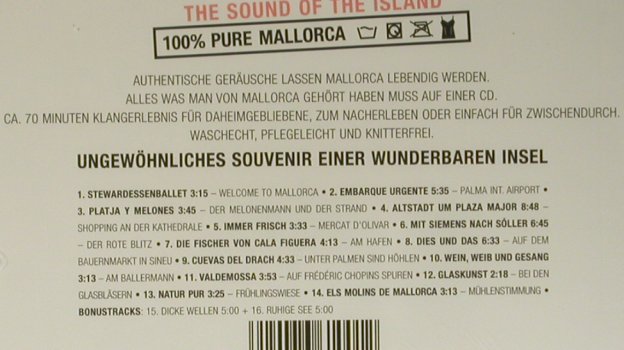 THE SOUND OF THE ISLAND
100% PURE MALLORCA
AUTHENTISCHE GERÄUSCHE LASSEN MALLORCA LEBENDIG WERDEN.
ALLES WAS MAN VON MALLORCA GEHÖRT HABEN MUSS AUF EINER CD.
CA. 70 MINUTEN KLANGERLEBNIS FÜR DAHEIMGEBLIEBENE, ZUM NACHERLEBEN ODER EINFACH FÜR ZWISCHENDURCH.
WASCHECHT, PFLEGELEICHT UND KNITTERFREI.
UNGEWÖHNLICHES SOUVENIR EINER WUNDERBAREN INSEL
1. STEWARDESSENBALLET 3:15 – WELCOME TO MALLORCA • 2. EMBARQUE URGENTE 5:35 – PALMA INT. AIRPORT •
3. PLATJA Y MELONES 3:45 – DER MELONENMANN UND DER STRAND • 4. ALTSTADT UM PLAZA MAJOR 8:48 –
SHOPPING AN DER KATHEDRALE • 5. IMMER FRISCH 3:33 – MERCAT D'OLIVAR • 6. MIT SIEMENS NACH SÖLLER 6:45
– DER ROTE BLITZ • 7. DIE FISCHER VON CALA FIGUERA 4:13 – AM HAFEN • 8. DIES UND DAS 6:33 – AUF DEM
BAUERNMARKT IN SINEU • 9. CUEVAS DEL DRACH 4:33 – UNTER PALMEN SIND HÖHLEN • 10. WEIN, WEIB UND GESANG
3:13 – AM BALLERMANN • 11. VALDEMOSSA 3:53 – AUF FRÉDÉRIC CHOPINS SPUREN • 12. GLASKUNST 2:18 – BEI DEN
GLASBLÄSERN • 13. NATUR PUR 3:25 – FRÜHLINGSWIESE • 14. ELS MOLINS DE MALLORCA 3:13 – MÜHLENSTIMMUNG •
BONUSTRACKS: 15. DICKE WELLEN 5:00 + 16. RUHIGE SEE 5:00